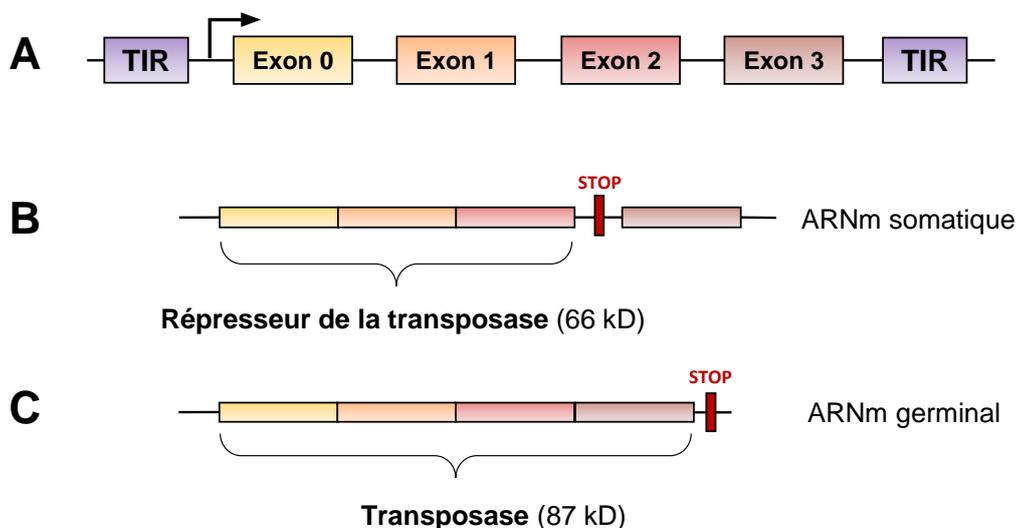 A
TIR Exon 0 Exon 1 Exon 2 Exon 3 TIR
STOP
B
ARNm somatique
Répresseur de la transposase (66 kD)
STOP
C
ARNm germinal
Transposase (87 kD)